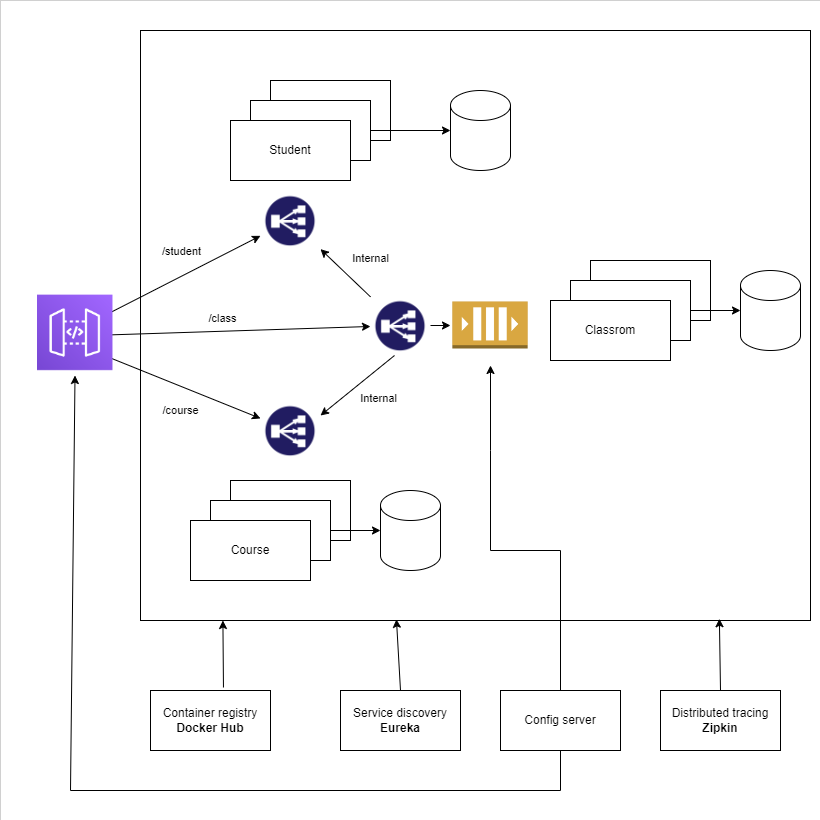 Student
/student
Internal
/class
</>
Classrom
Internal
/course
Course
Container registry
Docker Hub
Service discovery
Eureka
Config server
Distributed tracing
Zipkin